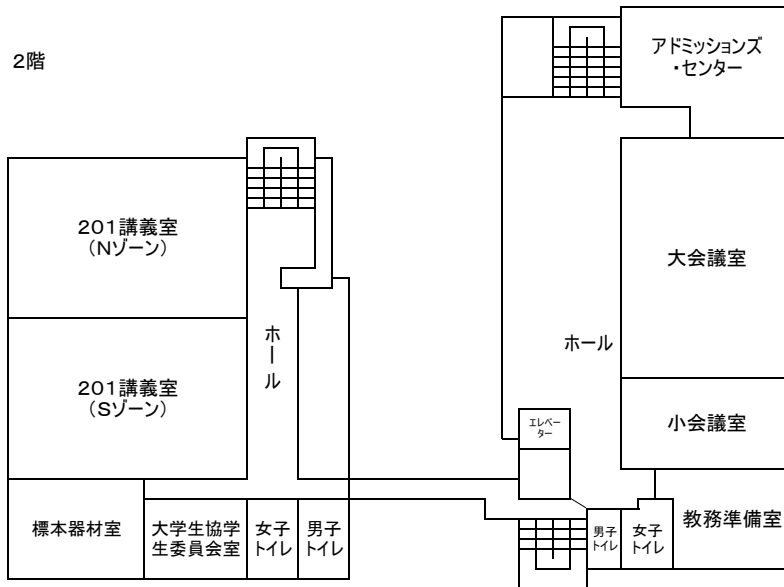 2階
アドミッションズ
・センター
201講義室
(Nゾーン)
大会議室
ホール
ホール
201講義室
(Sゾーン)
エレベー
ター
小会議室
標本器材室
大学生協学
生委員会室
女子
トイレ
男子
トイレ
男子
トイレ
女子
トイレ
教務準備室